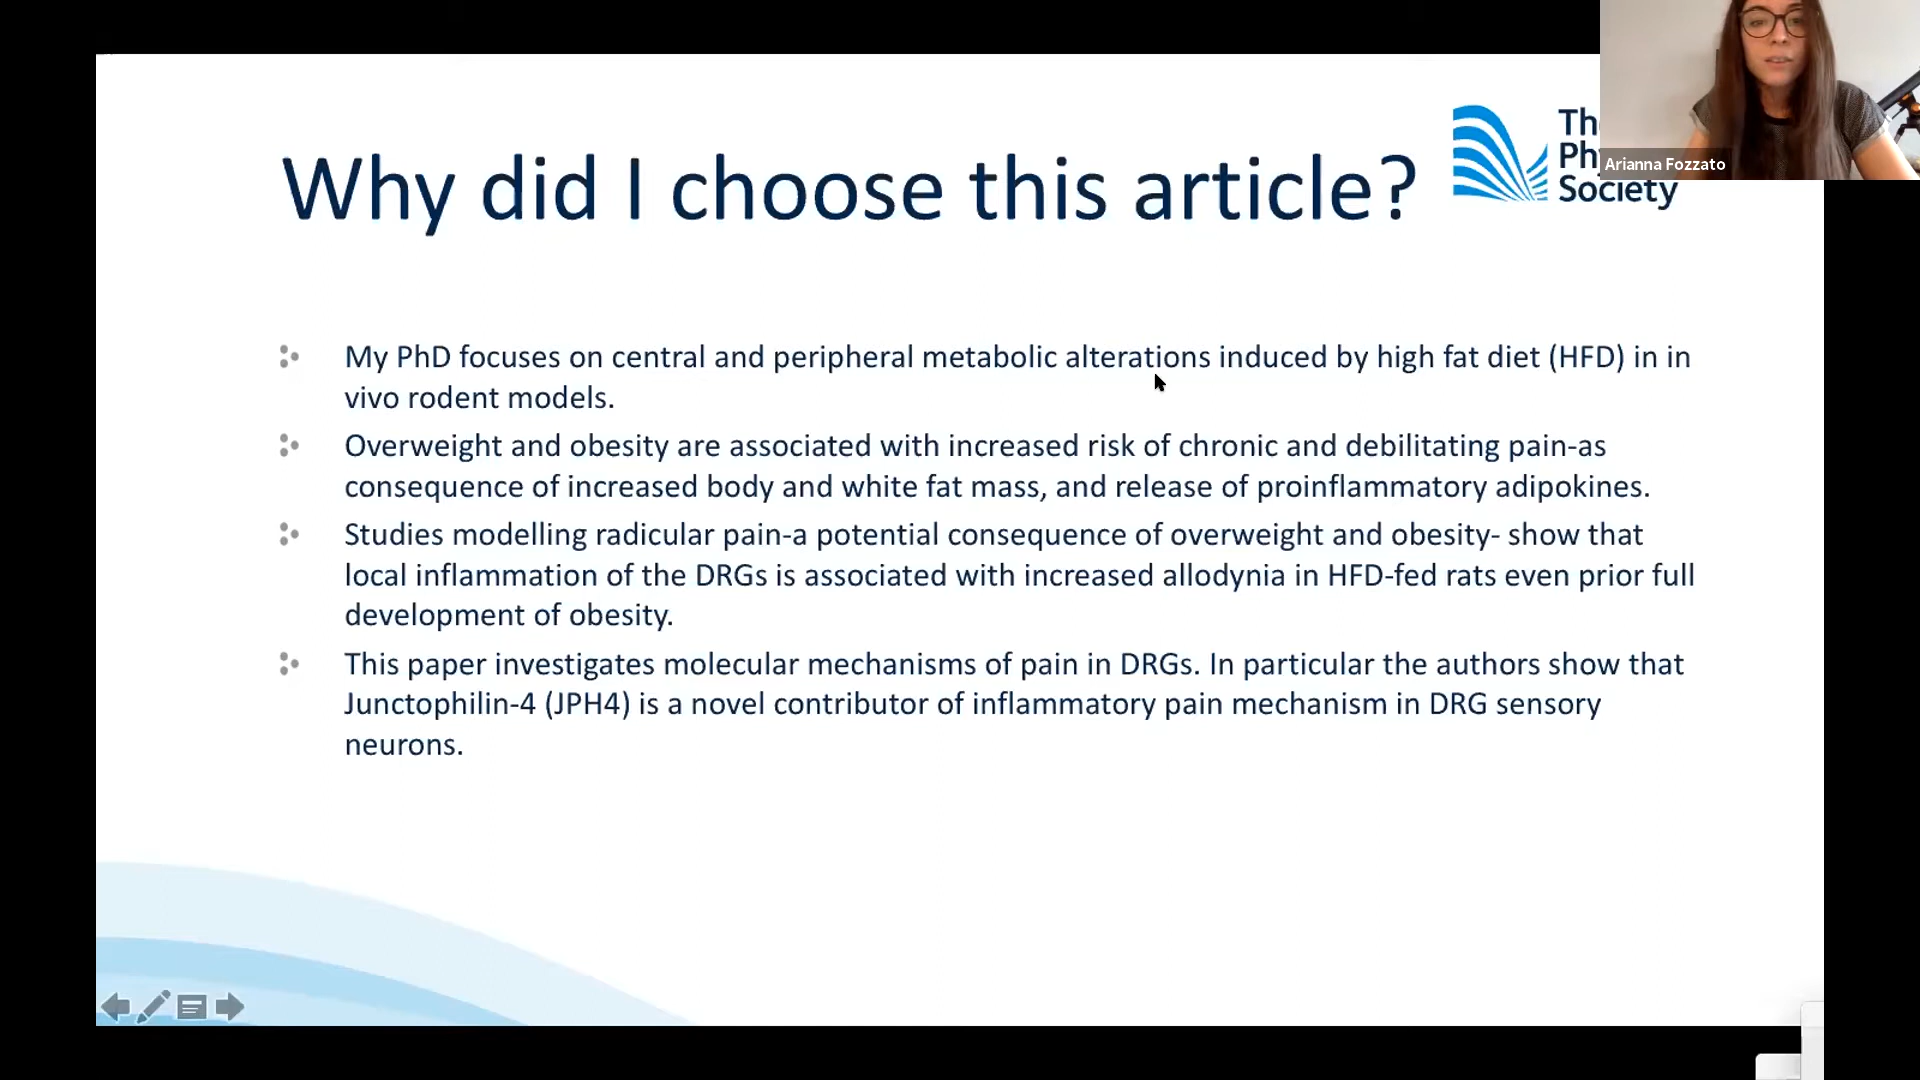 Why did I choose this article?
Th
Ph
Society
Arianna Fozzato
My PhD focuses on central and peripheral metabolic alterations induced by high fat diet (HFD) in in
vivo rodent models.
Overweight and obesity are associated with increased risk of chronic and debilitating pain-as
consequence of increased body and white fat mass, and release of proinflammatory adipokines.
Studies modelling radicular pain-a potential consequence of overweight and obesity- show that
local inflammation of the DRGs is associated with increased allodynia in HFD-fed rats even prior full
development of obesity.
This paper investigates molecular mechanisms of pain in DRGs. In particular the authors show that
Junctophilin-4 (JPH4) is a novel contributor of inflammatory pain mechanism in DRG sensory
neurons.